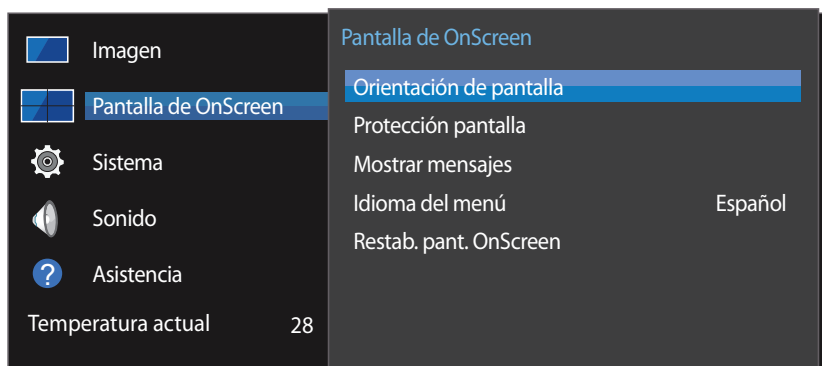 Imagen
Pantalla de OnScreen
Sistema
Sonido
?
Asistencia
Temperatura actual 28
Pantalla de OnScreen
Orientación de pantalla
Protección pantalla
Mostrar mensajes
Idioma del menú Español
Restab. pant. OnScreen